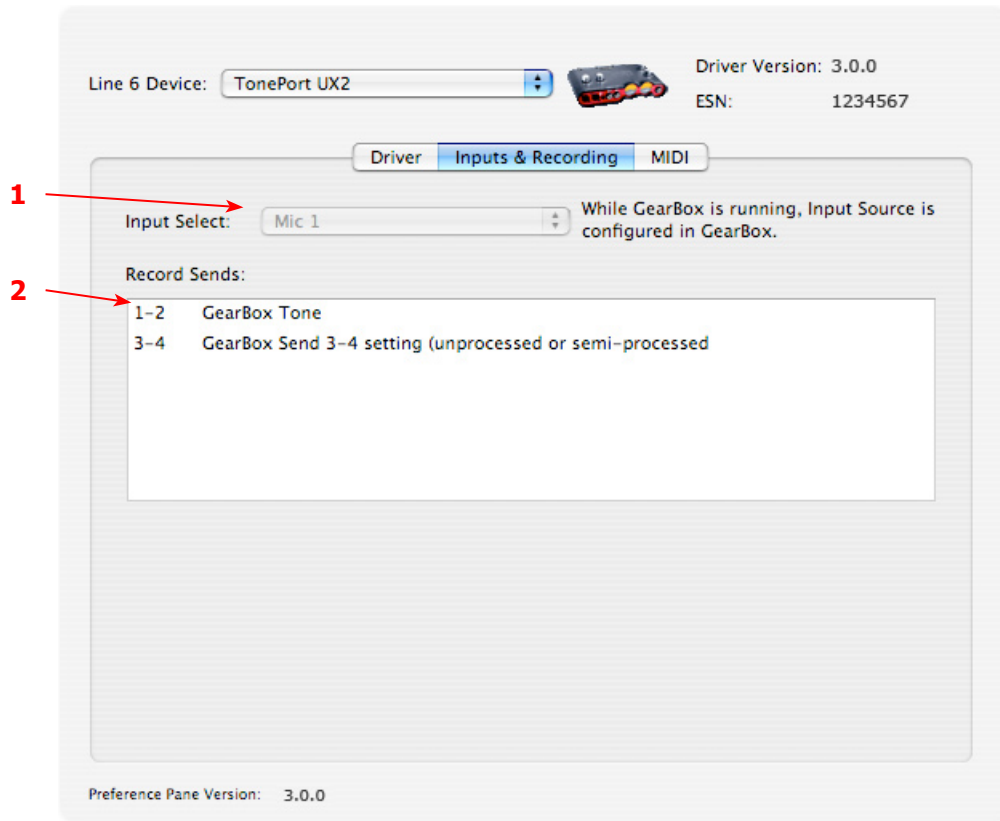 Line 6 Device: TonePort UX2
Driver Version: 3.0.0
ESN: 1234567
Driver Inputs & Recording MIDI
1
Input Select: Mic 1
While GearBox is running, Input Source is
configured in GearBox.
Record Sends:
2
1-2 GearBox Tone
3-4 GearBox Send 3-4 setting (unprocessed or semi-processed
Preference Pane Version: 3.0.0